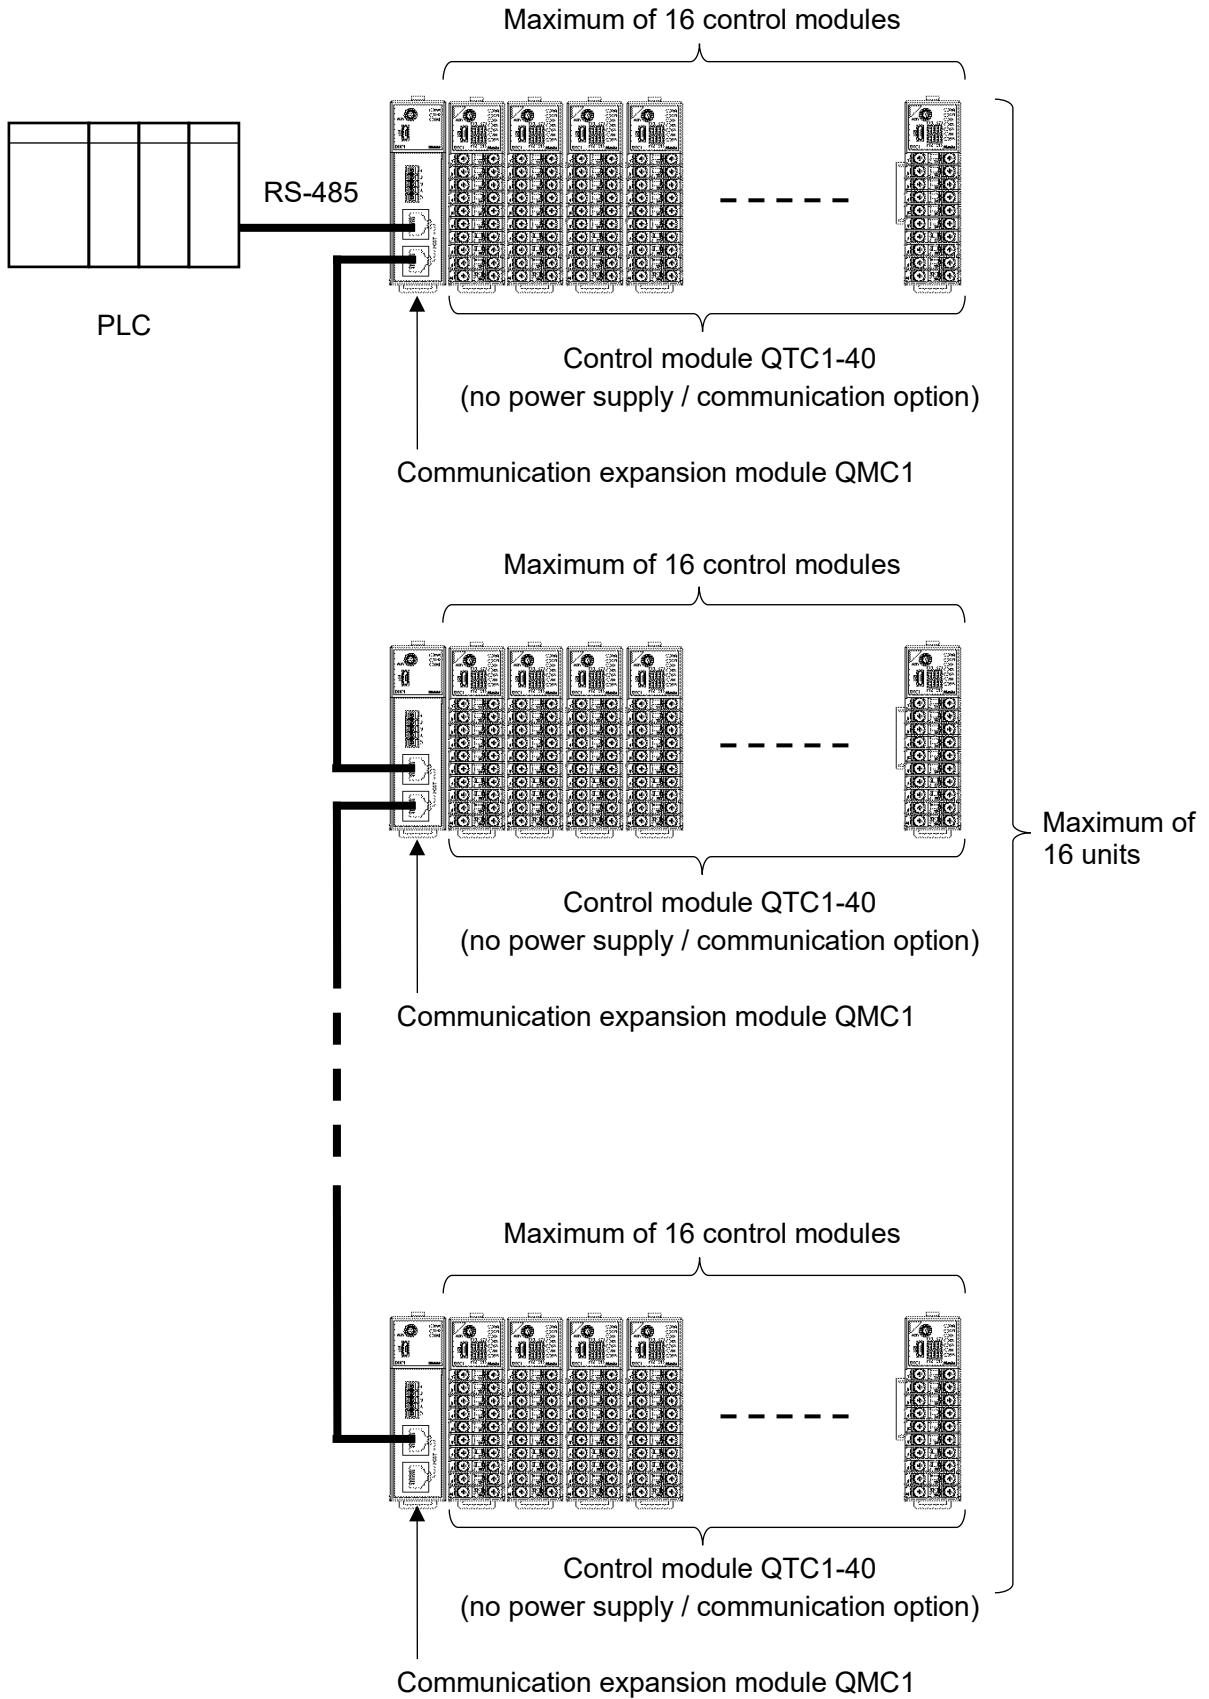 Maximum of 16 control modules
RS-485
PLC
Control module QTC1-40
(no power supply / communication option)
Communication expansion module QMC1
Maximum of 16 control modules
Maximum of
16 units
Control module QTC1-40
(no power supply / communication option)
Communication expansion module QMC1
Maximum of 16 control modules
Control module QTC1-40
(no power supply / communication option)
Communication expansion module QMC1